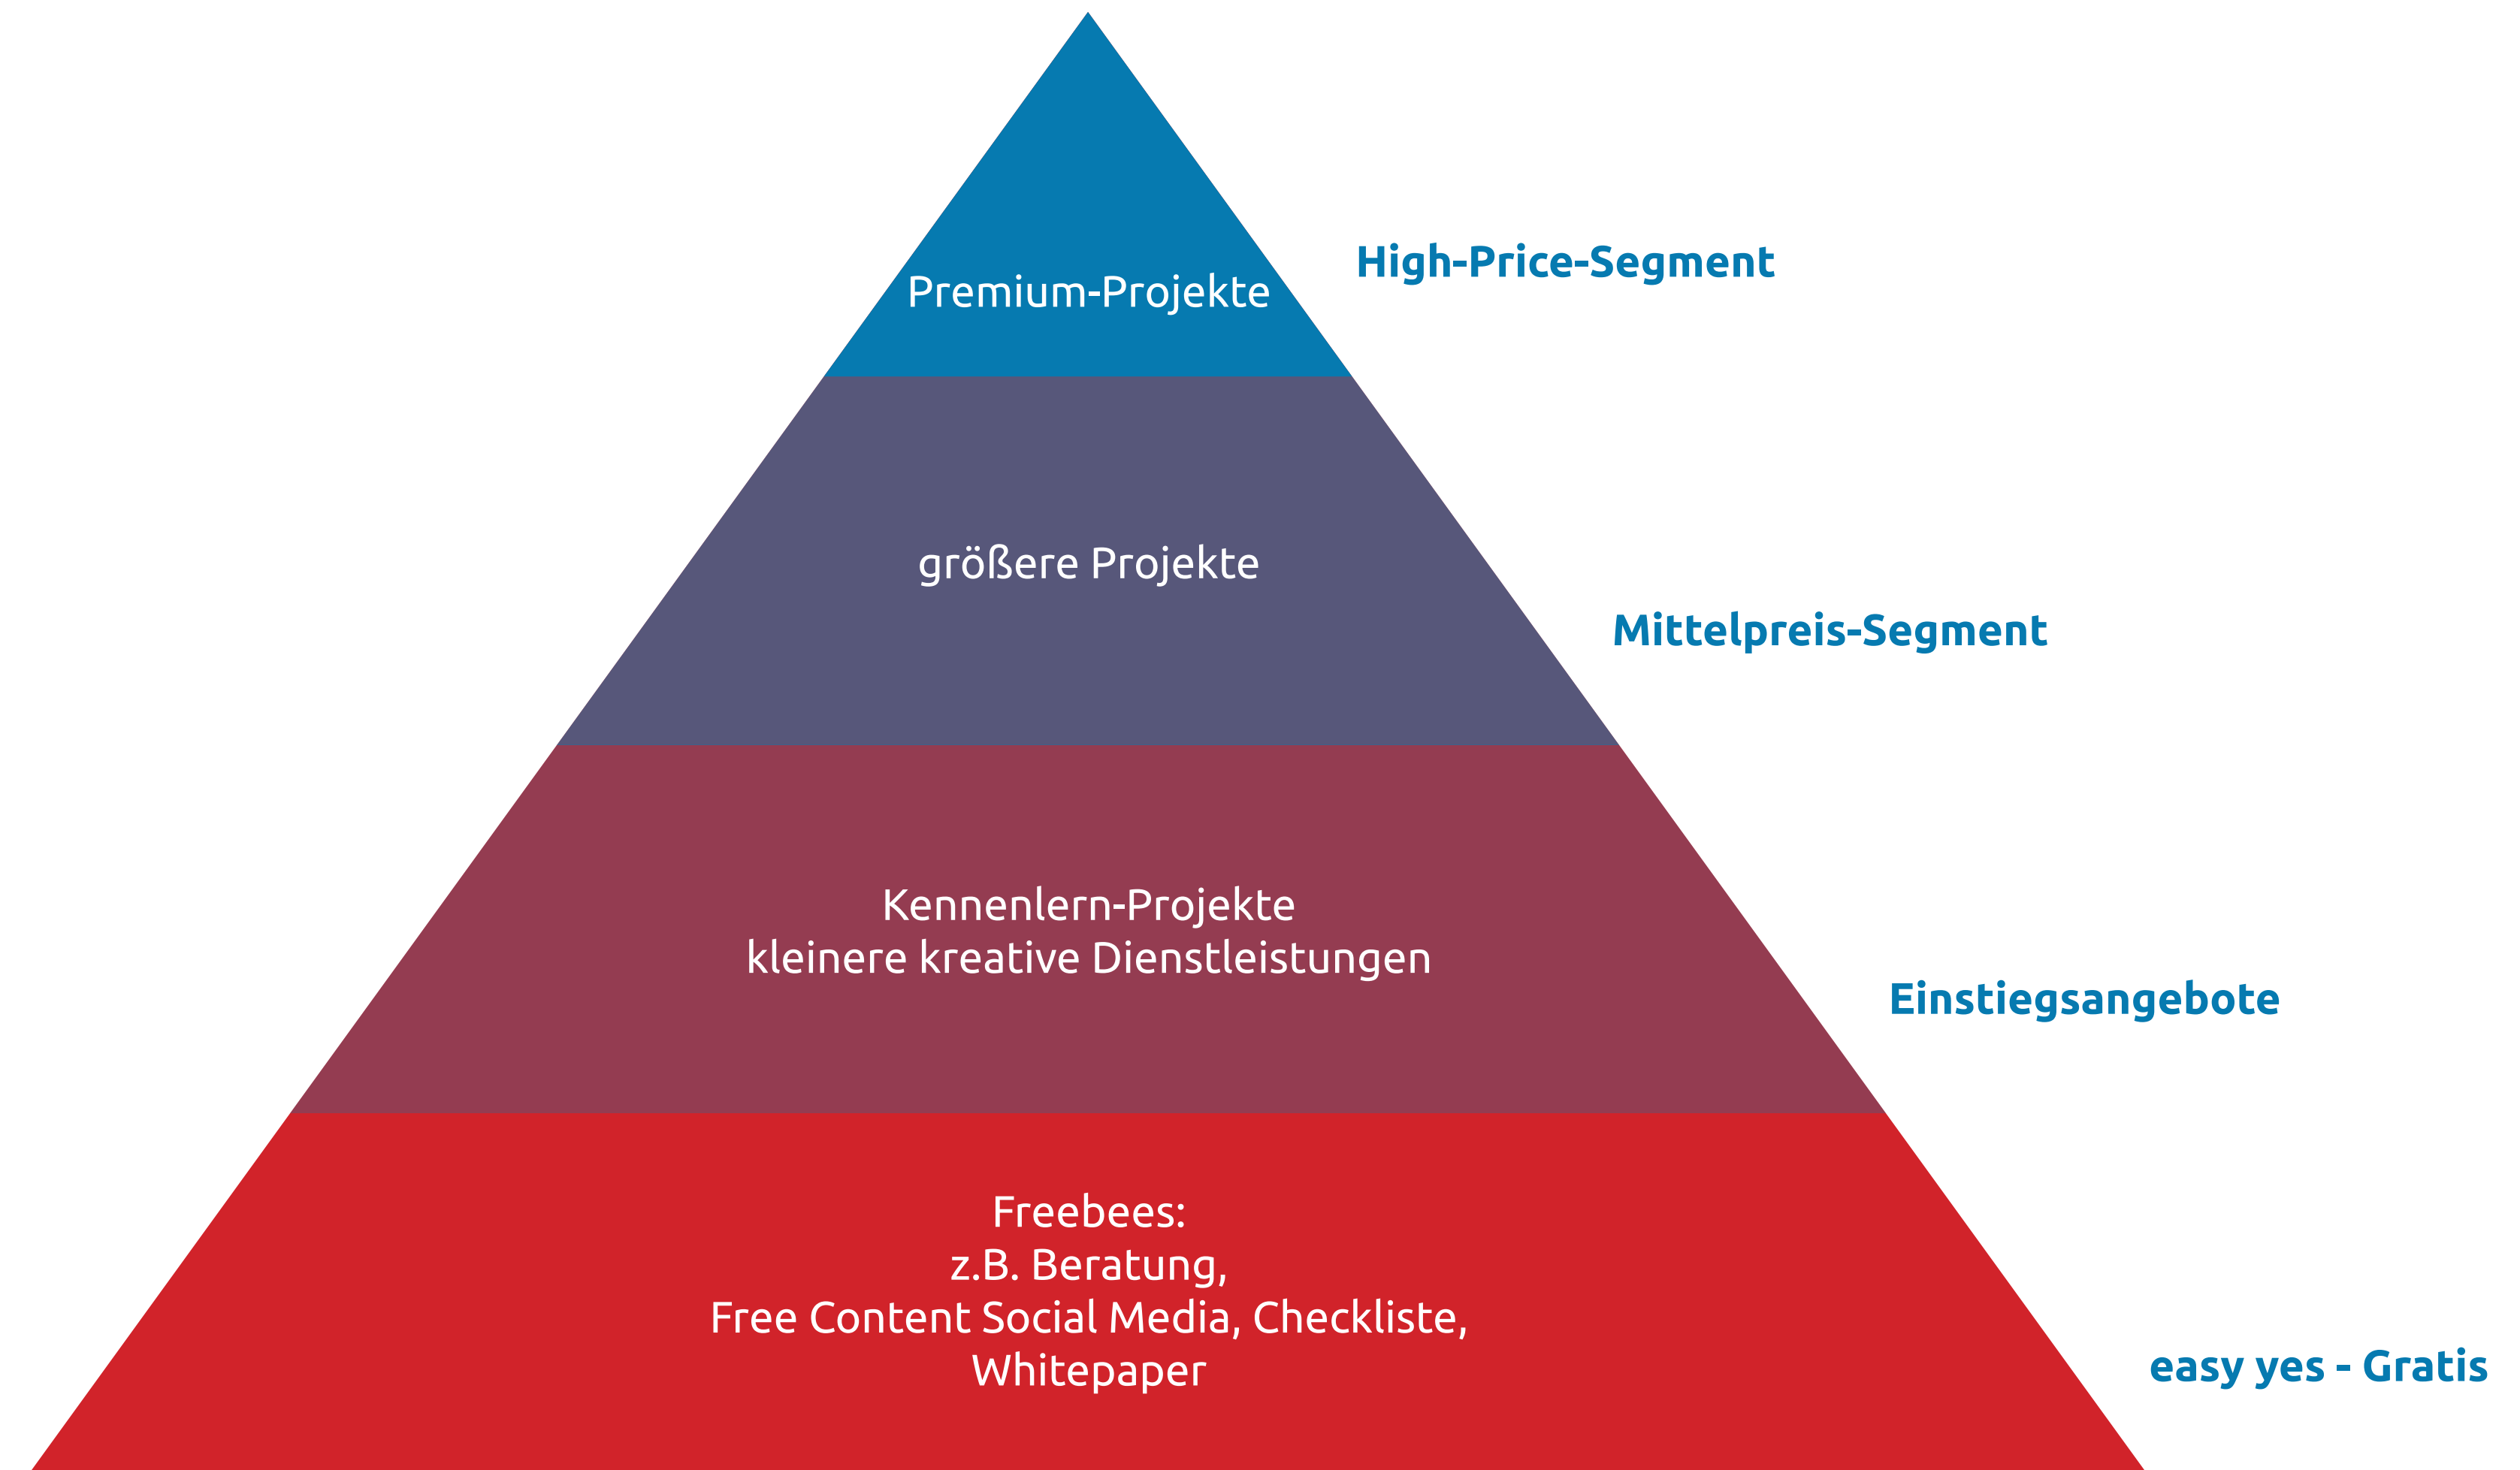 High-Price-Segment
Premium-Projekte
größere Projekte
Mittelpreis-Segment
Kennenlern-Projekte
kleinere kreative Dienstleistungen
Einstiegsangebote
Freebees:
z.B. Beratung,
Free Content Social Media, Checkliste,
Whitepaper
easy yes - Gratis